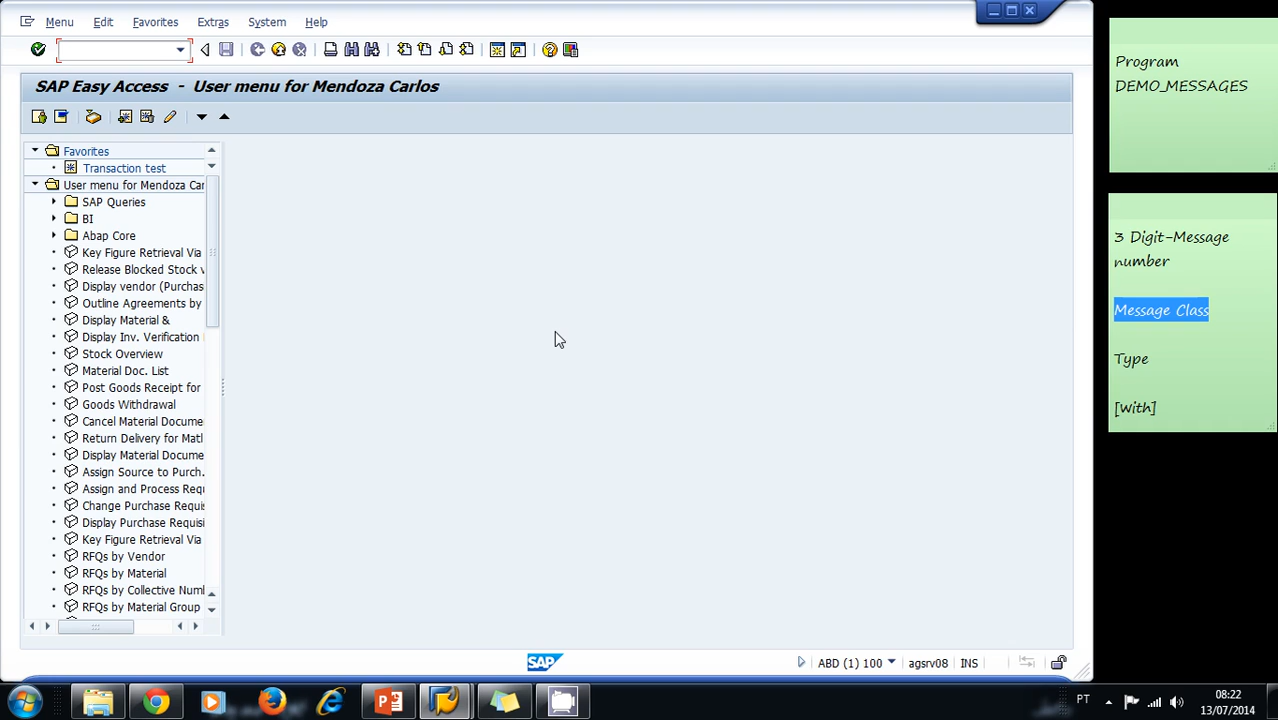 Menu Edit Favorites Extras System Help
SAP Easy Access - User menu for Mendoza Carlos
Favorites
Transaction test
User menu for Mendoza Car
SAP Queries
BI
Abap Core
Key Figure Retrieval Via
Release Blocked Stock v
Display vendor (Purchas
Outline Agreements by
Display Material &
Display Inv. Verification
Stock Overview
Material Doc. List
Post Goods Receipt for
Goods Withdrawal
Cancel Material Docume
Return Delivery for Matl
Display Material Docume
Assign Source to Purch.
Assign and Process Requ
Change Purchase Requis
Display Purchase Requisi
Key Figure Retrieval Via
RFQs by Vendor
RFQs by Material
RFQs by Collective Num
RFQs by Material Group
SAP
ABD (1) 100 agsrv08 INS
Program
DEMO_MESSAGES
3 Digit-Message
number
Message Class
Type
[With]
PT
08:22
13/07/2014